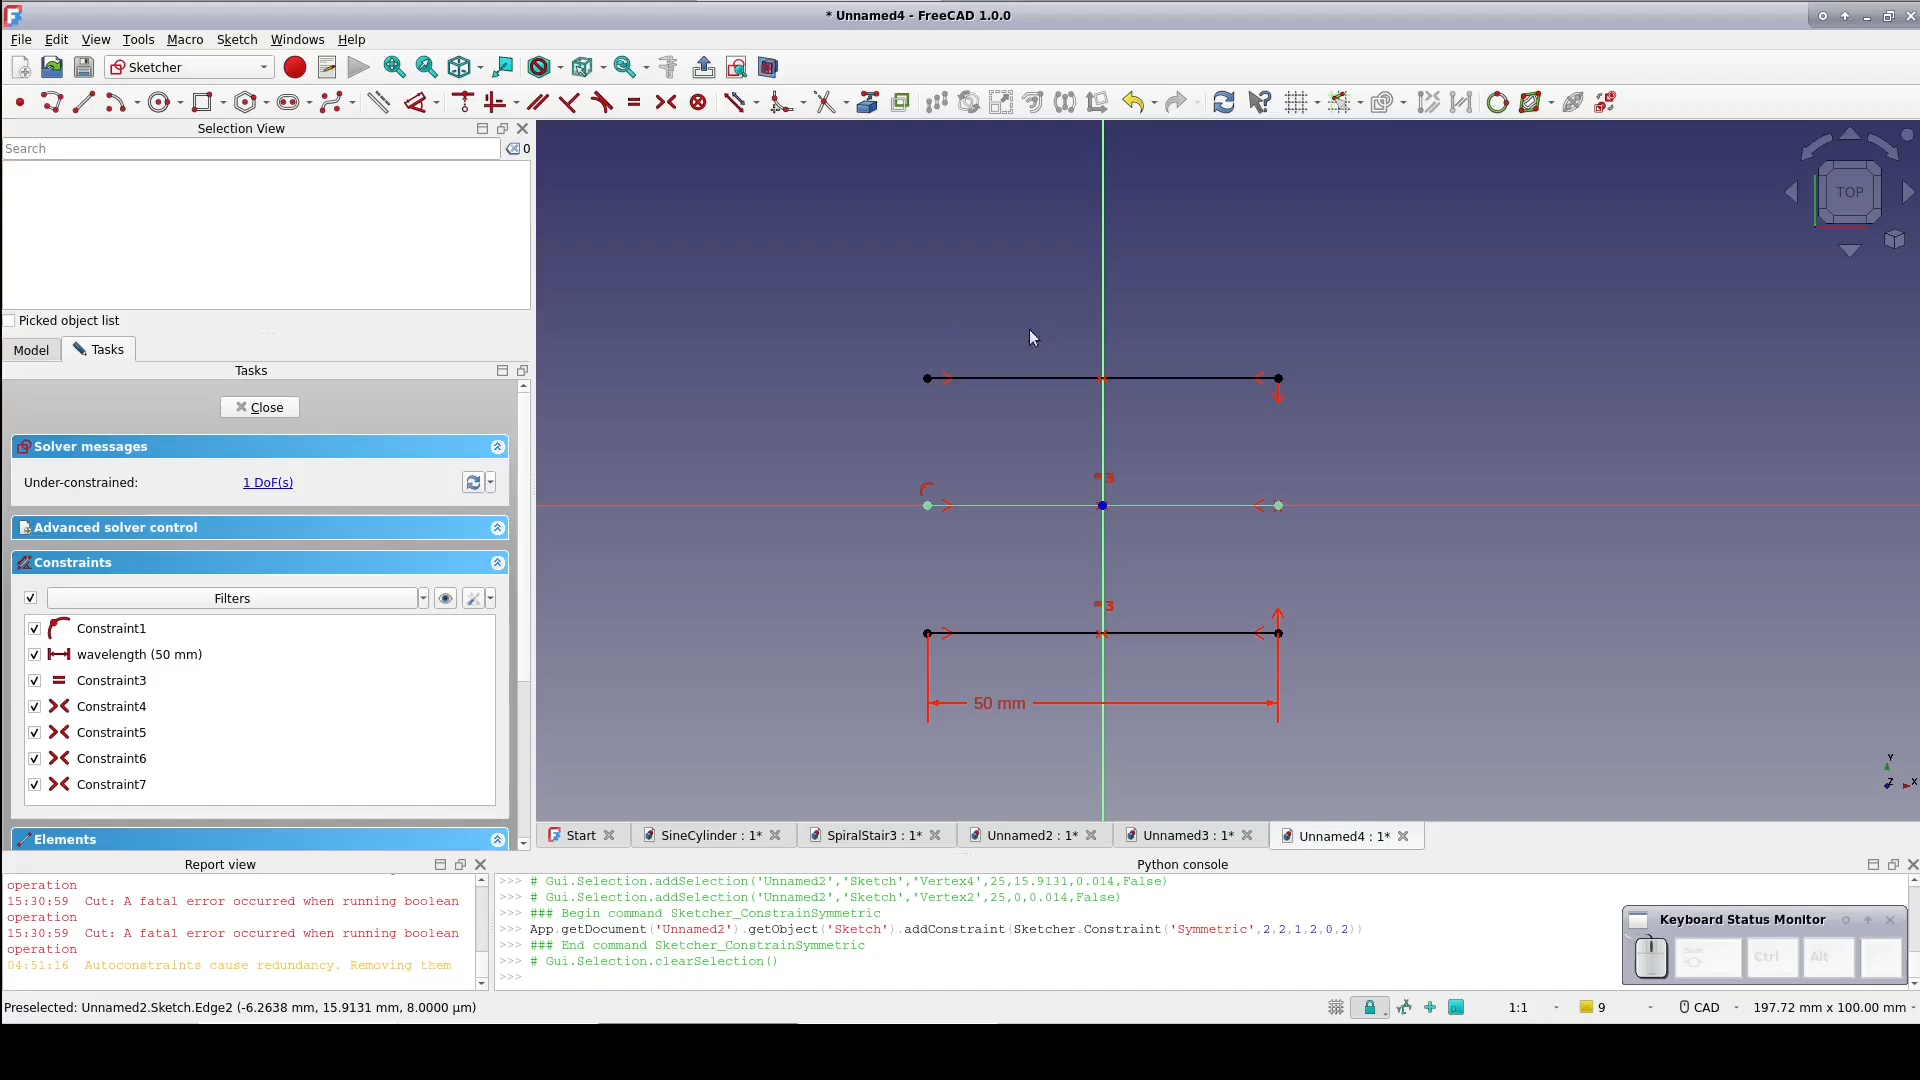 * Unnamed4 - FreeCAD 1.0.0
File Edit View Tools Macro Sketch Windows Help
Sketcher
Selection View
Search
0
Picked object list
Model Tasks
Tasks
Close
Solver messages
Under-constrained: 1 DoF(s)
Advanced solver control
Constraints
Filters
Constraint1
wavelength (50 mm)
Constraint3
Constraint4
Constraint5
Constraint6
Constraint7
Elements
TOP
3
3
50 mm
Y
Z X
Start SineCylinder : 1* SpiralStair3 : 1* Unnamed2 : 1* Unnamed3 : 1* Unnamed4 : 1*
Report view
operation
15:30:59 Cut: A fatal error occurred when running boolean
operation
15:30:59 Cut: A fatal error occurred when running boolean
operation
04:51:16 Autoconstraints cause redundancy. Removing them
Python console
>>> # Gui.Selection.addSelection('Unnamed2','Sketch','Vertex4',25,15.9131,0.014,False)
>>> # Gui.Selection.addSelection('Unnamed2','Sketch','Vertex2',25,0,0.014,False)
>>> ### Begin command Sketcher_ConstrainSymmetric
>>> App.getDocument('Unnamed2').getObject('Sketch').addConstraint(Sketcher.Constraint('Symmetric',2,2,1,2,0,2))
>>> ### End command Sketcher_ConstrainSymmetric
>>> # Gui.Selection.clearSelection()
>>>
Keyboard Status Monitor
Shift Ctrl Alt
Preselected: Unnamed2.Sketch.Edge2 (-6.2638 mm, 15.9131 mm, 8.0000 µm)
1:1 9 CAD 197.72 mm x 100.00 mm